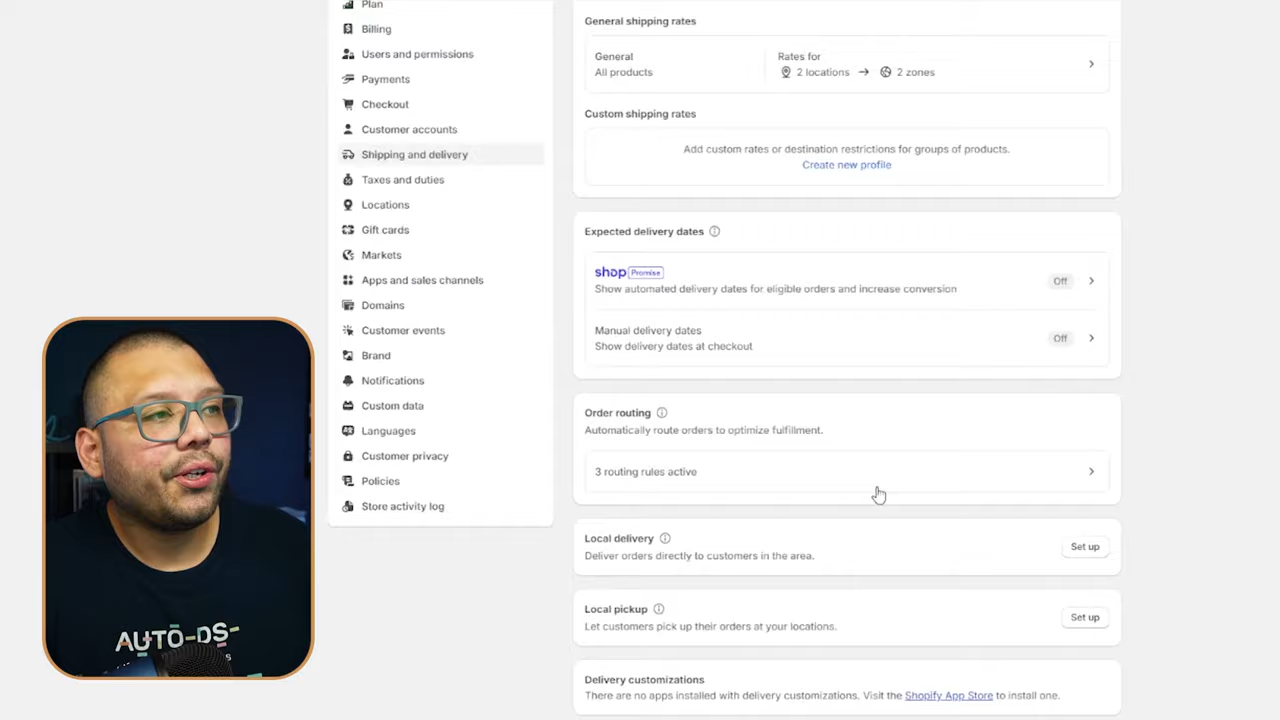 Plan
Billing
Users and permissions
Payments
Checkout
Customer accounts
Shipping and delivery
Taxes and duties
Locations
Gift cards
Markets
Apps and sales channels
Domains
Customer events
Brand
Notifications
Custom data
Languages
Customer privacy
Policies
Store activity log
General shipping rates
General
All products
Rates for
2 locations → 2 zones
Custom shipping rates
Add custom rates or destination restrictions for groups of products.
Create new profile
Expected delivery dates
shop Promise
Show automated delivery dates for eligible orders and increase conversion
Off
Manual delivery dates
Show delivery dates at checkout
Off
Order routing
Automatically route orders to optimize fulfillment.
3 routing rules active
Local delivery
Deliver orders directly to customers in the area.
Set up
Local pickup
Let customers pick up their orders at your locations.
Set up
Delivery customizations
There are no apps installed with delivery customizations. Visit the Shopify App Store to install one.
AUTO-DS-